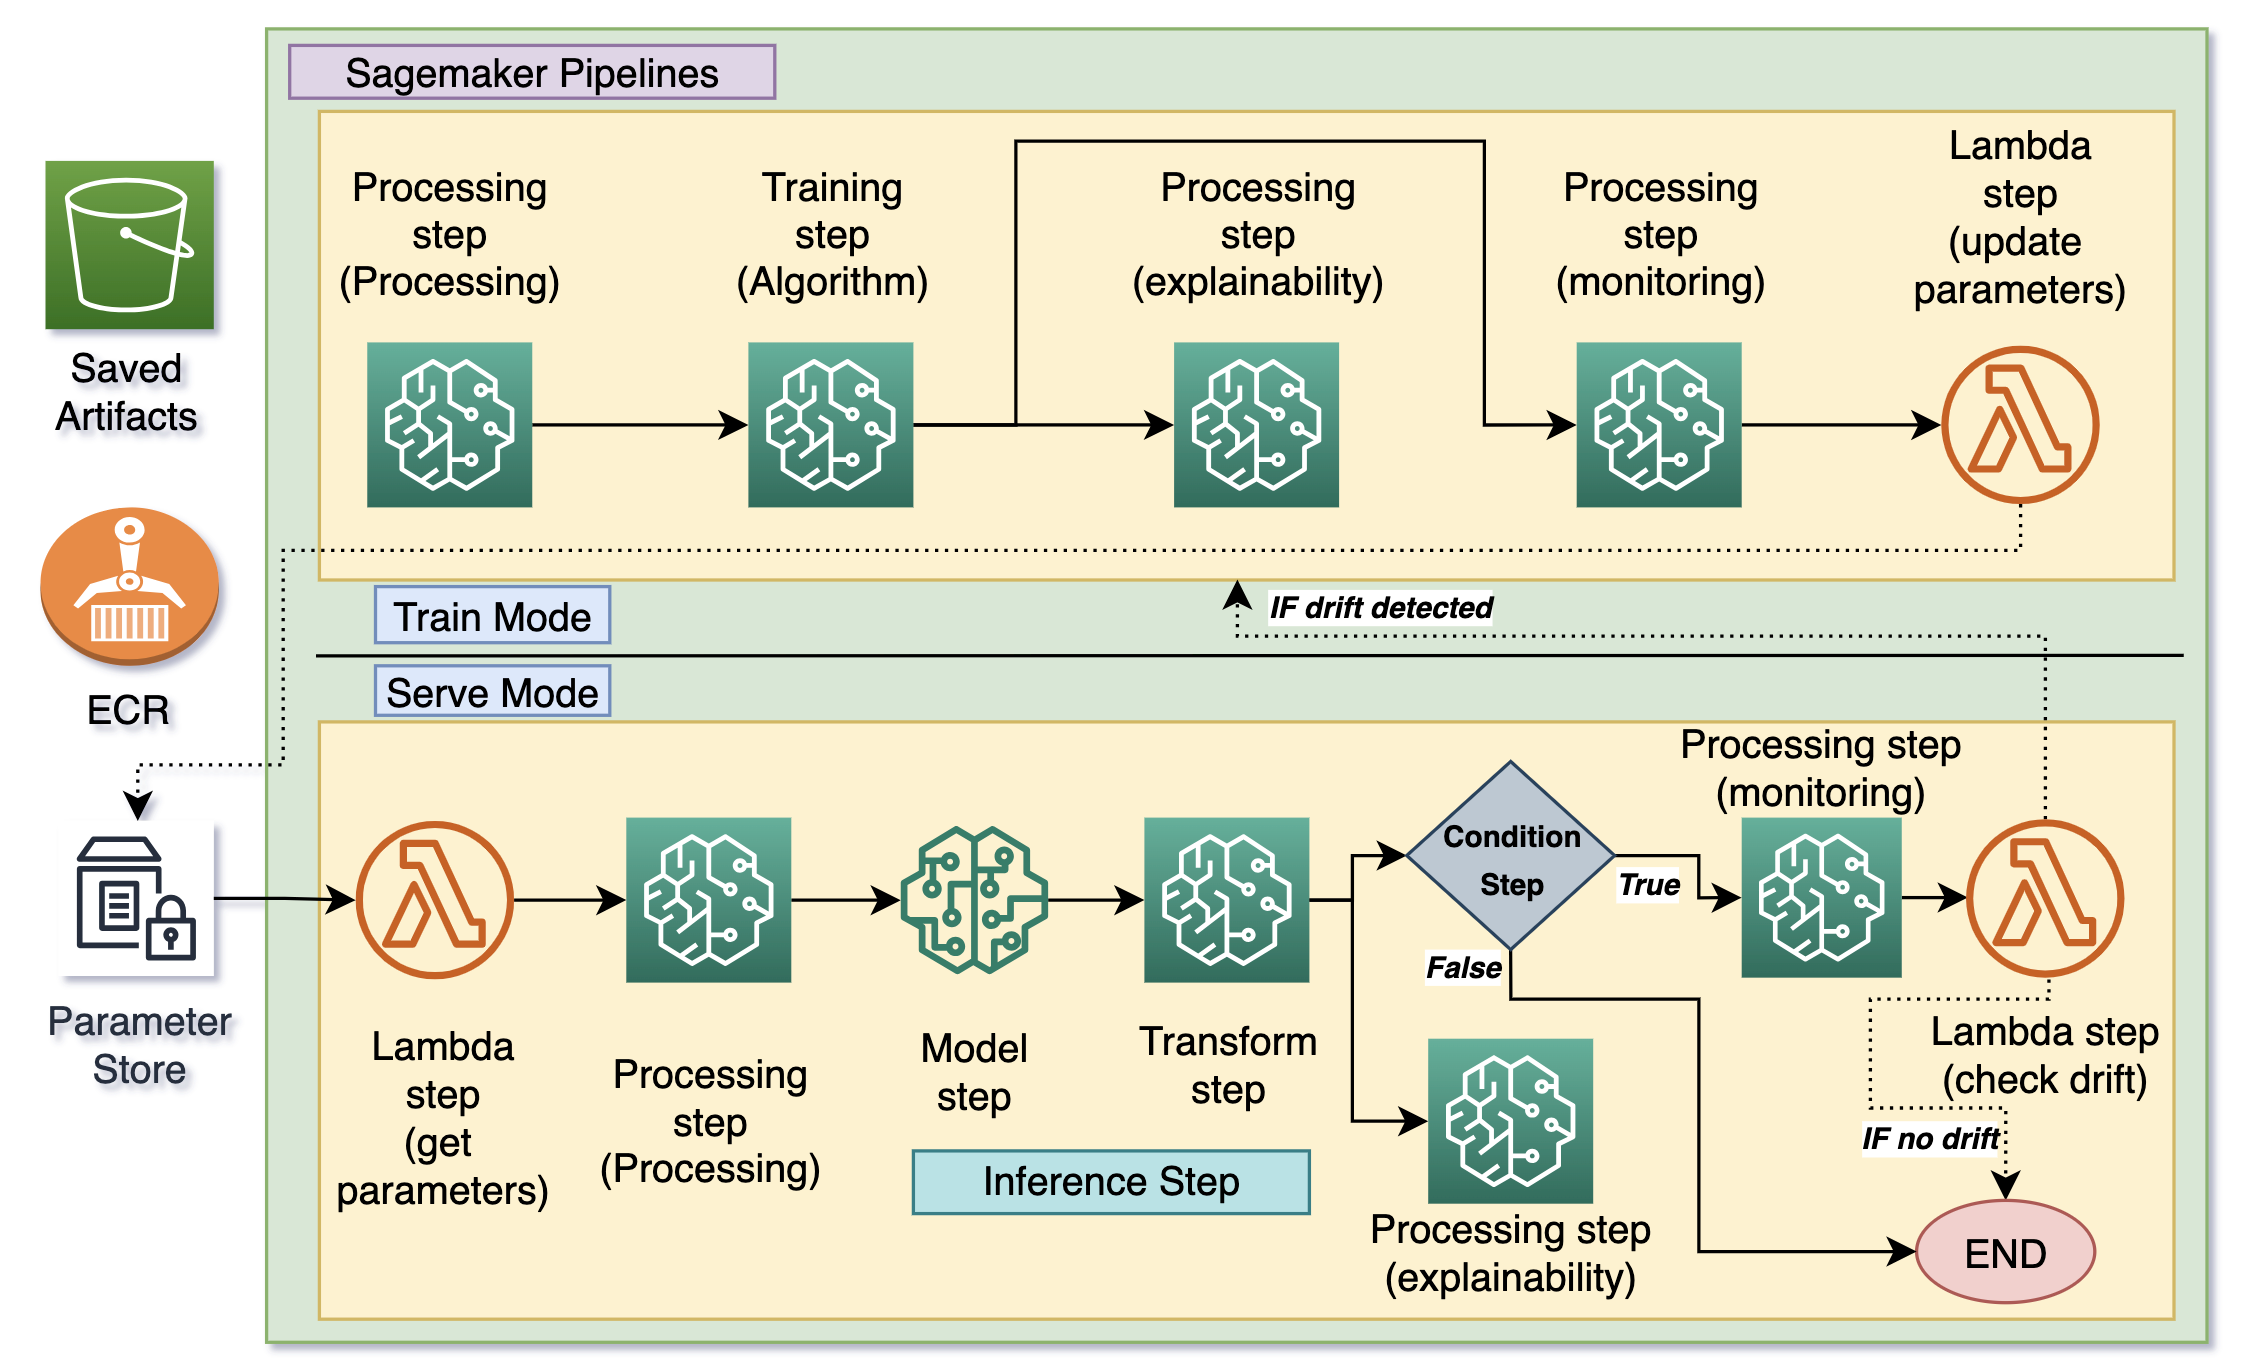 Sagemaker Pipelines
Processing
step
(Processing)
Training
step
(Algorithm)
Processing
step
(explainability)
Processing
step
(monitoring)
Lambda
step
(update
parameters)
Saved
Artifacts
ECR
Train Mode
IF drift detected
Serve Mode
Parameter
Store
Lambda
step
(get
parameters)
Processing
step
(Processing)
Model
step
Transform
step
Inference Step
Condition
Step
True
False
Processing step
(monitoring)
Processing step
(explainability)
Lambda step
(check drift)
IF no drift
END